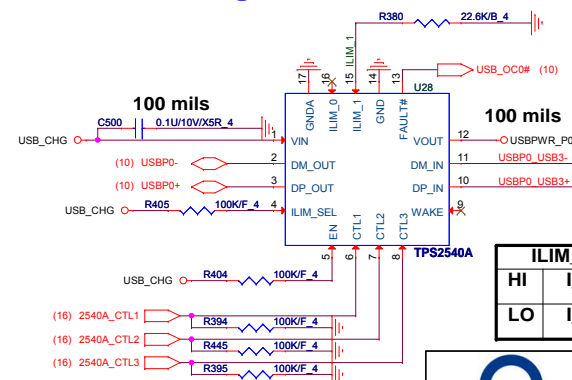 R380 22.6K/B_4
ILIM_1
17 16 15 14 13
USB_OC0# (10)
U28
100 mils
C500 0.1U/10V/X5R_4
GNDA ILIM_0 ILIM_1 GND FAULT#
100 mils
USB_CHG 1 VIN VOUT 12 USBPWR_P0
(10) USBP0- 2 DM_OUT DM_IN 11 USBP0_USB3-
(10) USBP0+ 3 DP_OUT DP_IN 10 USBP0_USB3+
USB_CHG R405 100K/F_4 4 ILIM_SEL WAKE 9
EN CTL1 CTL2 CTL3
TPS2540A
5 6 7 8
USB_CHG R404 100K/F_4
ILIM_
HI I
LO I
(16) 2540A_CTL1
R394 100K/F_4
(16) 2540A_CTL2
R445 100K/F_4
(16) 2540A_CTL3
R395 100K/F_4